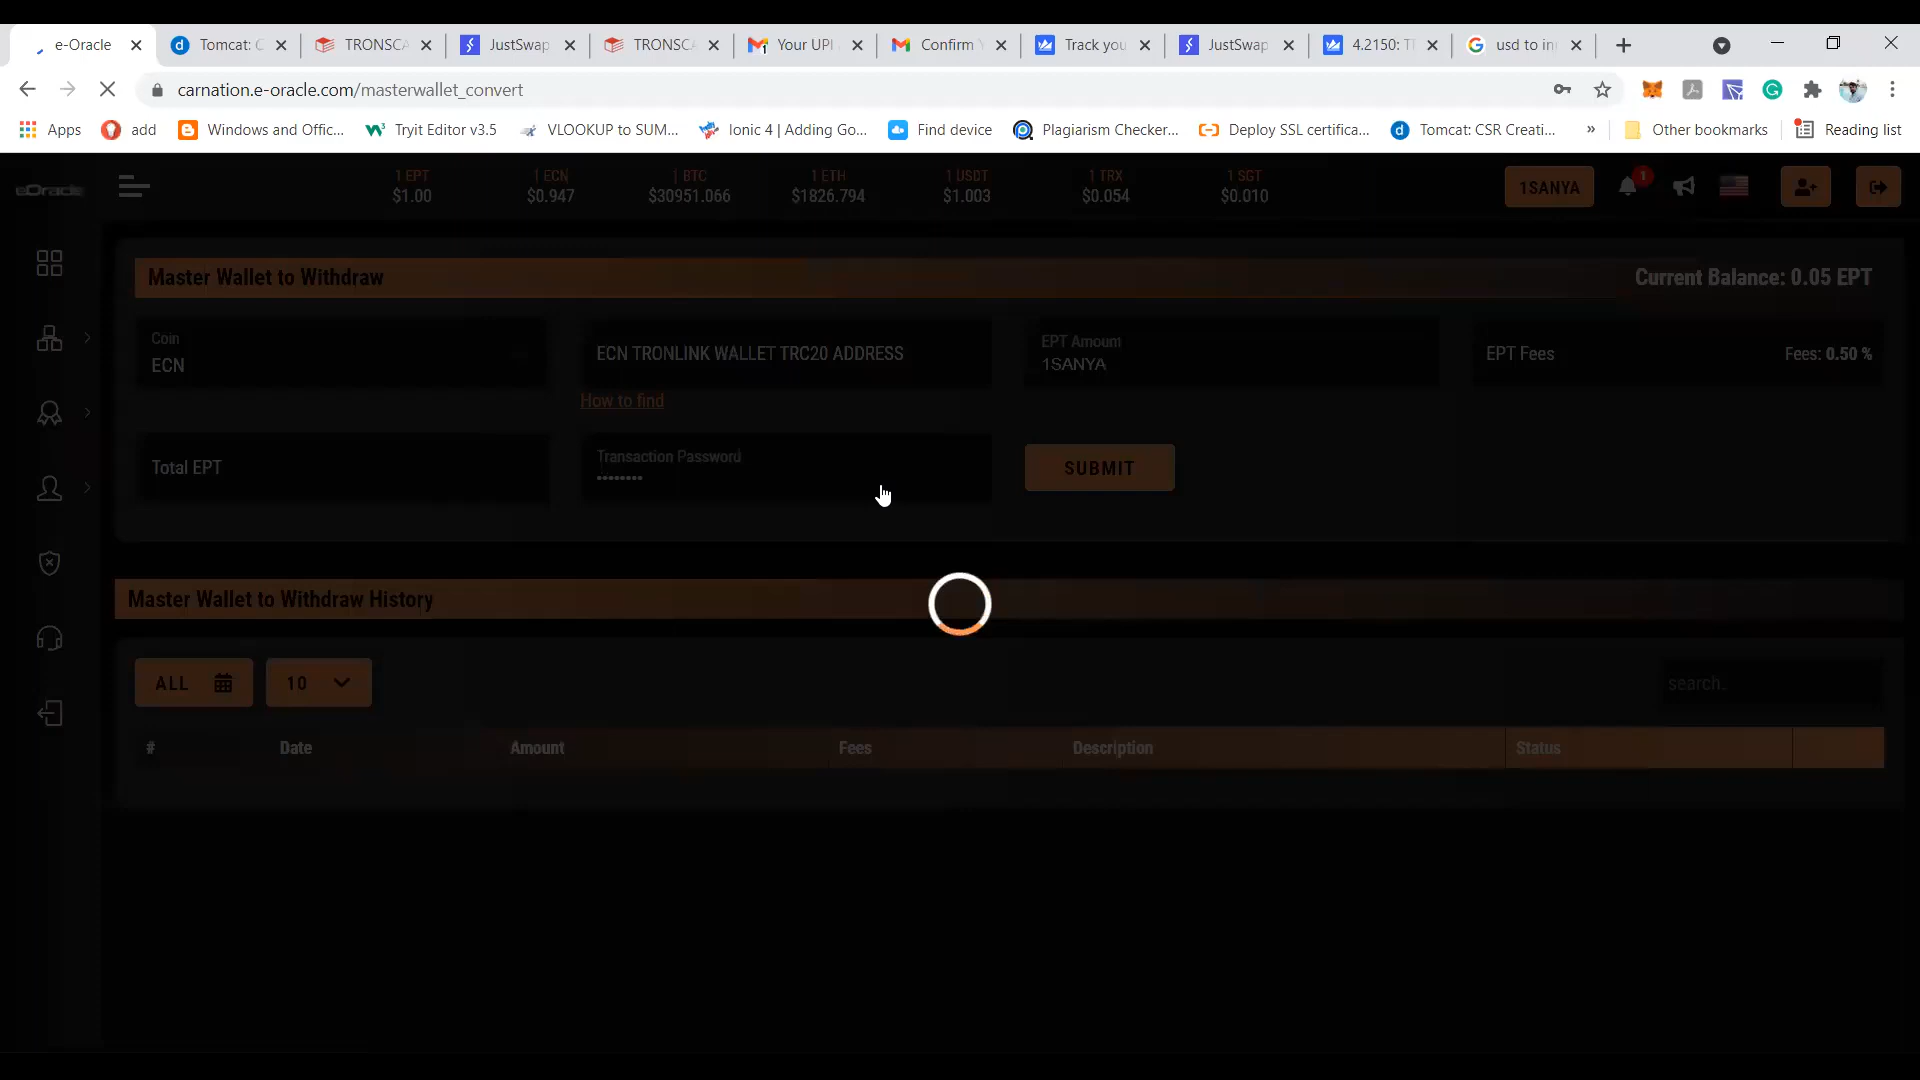 e-Oracle
Tomcat: C
TRONSCA
JustSwap
TRONSCA
Your UPI
Confirm Y
Track you
JustSwap
4.2150: T
usd to in
carnation.e-oracle.com/masterwallet_convert
Apps
add
Windows and Offic...
Tryit Editor v3.5
VLOOKUP to SUM...
Ionic 4 | Adding Go...
Find device
Plagiarism Checker...
Deploy SSL certifica...
Tomcat: CSR Creati...
»
Other bookmarks
Reading list
eOracle
1 EPT
$1.00
1 ECN
$0.947
1 BTC
$30951.066
1 ETH
$1826.794
1 USDT
$1.003
1 TRX
$0.054
1 SGT
$0.010
1SANYA
1
Master Wallet to Withdraw
Current Balance: 0.05 EPT
Coin
ECN
ECN TRONLINK WALLET TRC20 ADDRESS
How to find
EPT Amount
1SANYA
EPT Fees
Fees: 0.50 %
Total EPT
Transaction Password
••••••••
SUBMIT
Master Wallet to Withdraw History
ALL
10
search..
# Date Amount Fees Description Status